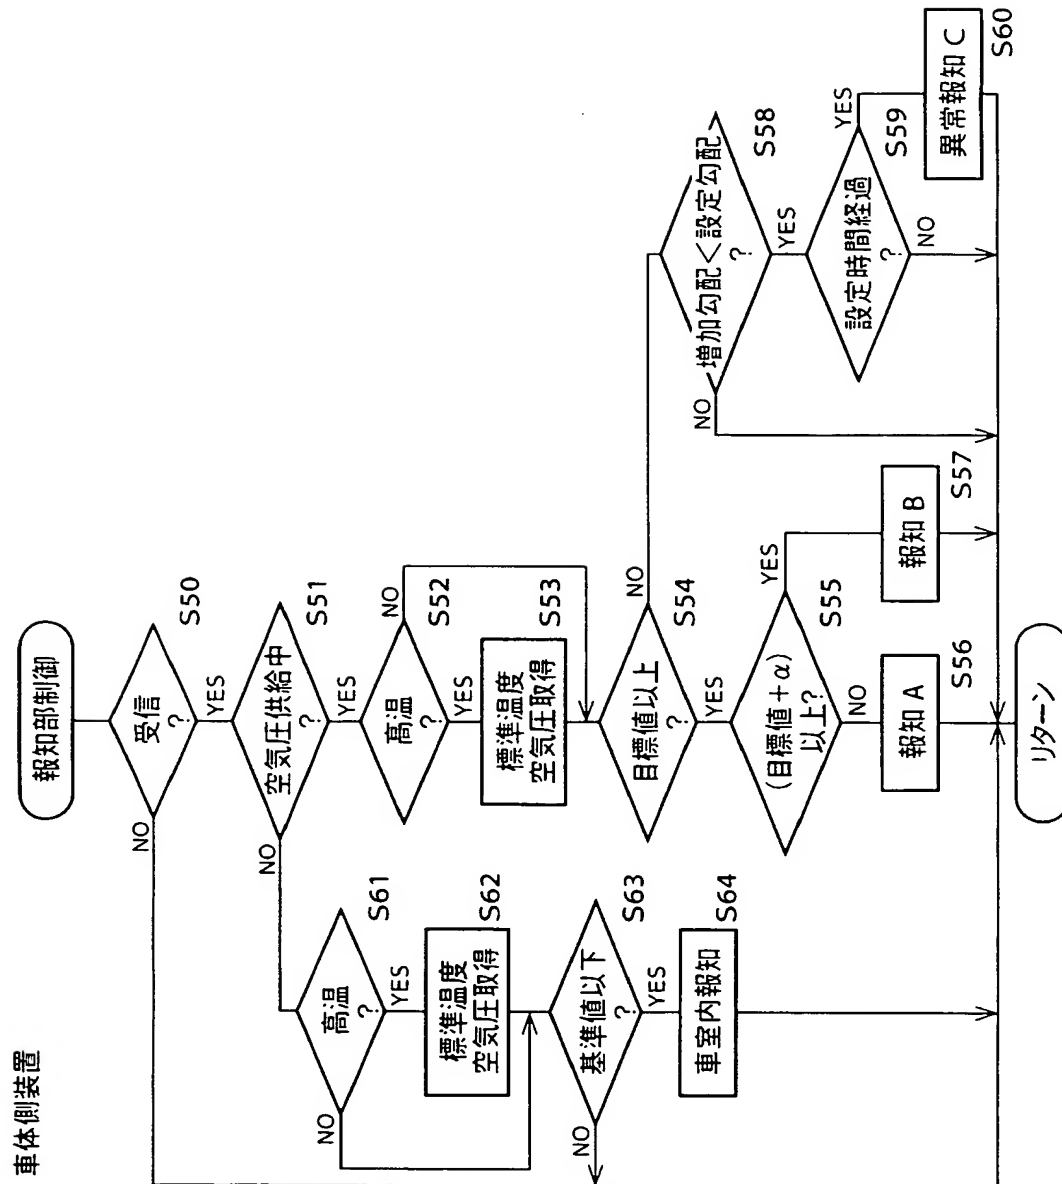 車体側装置
報知部制御
受信
?
S50
NO
YES
空気圧供給中
?
S51
NO
YES
高温
?
S52
NO
YES
標準温度
空気圧取得
S53
目標値以上
?
S54
NO
YES
(目標値+α)
以上?
S55
YES
NO
報知 A
S56
報知 B
S57
増加勾配<設定勾配
?
S58
NO
YES
設定時間経過
?
S59
YES
NO
異常報知 C
S60
高温
?
S61
NO
YES
標準温度
空気圧取得
S62
基準値以下
?
S63
NO
YES
車室内報知
S64
リターン